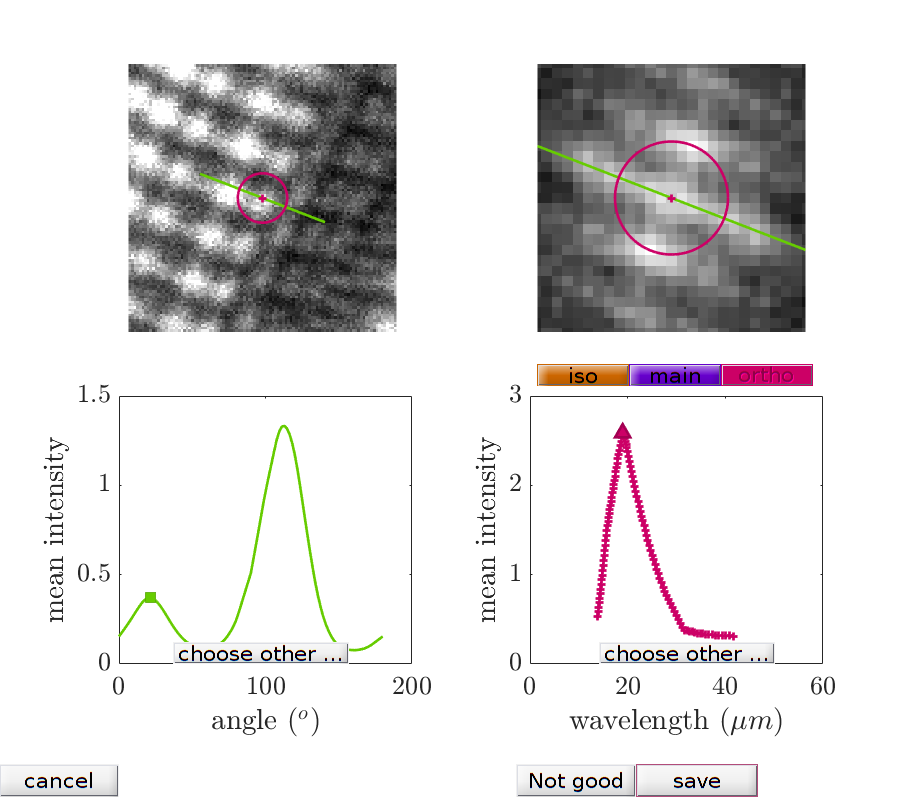 iso main ortho
1.5
1
0.5
0
mean intensity
choose other ...
0 100 200
angle (°)
3
2
1
0
mean intensity
choose other ...
0 20 40 60
wavelength (μm)
cancel
Not good
save